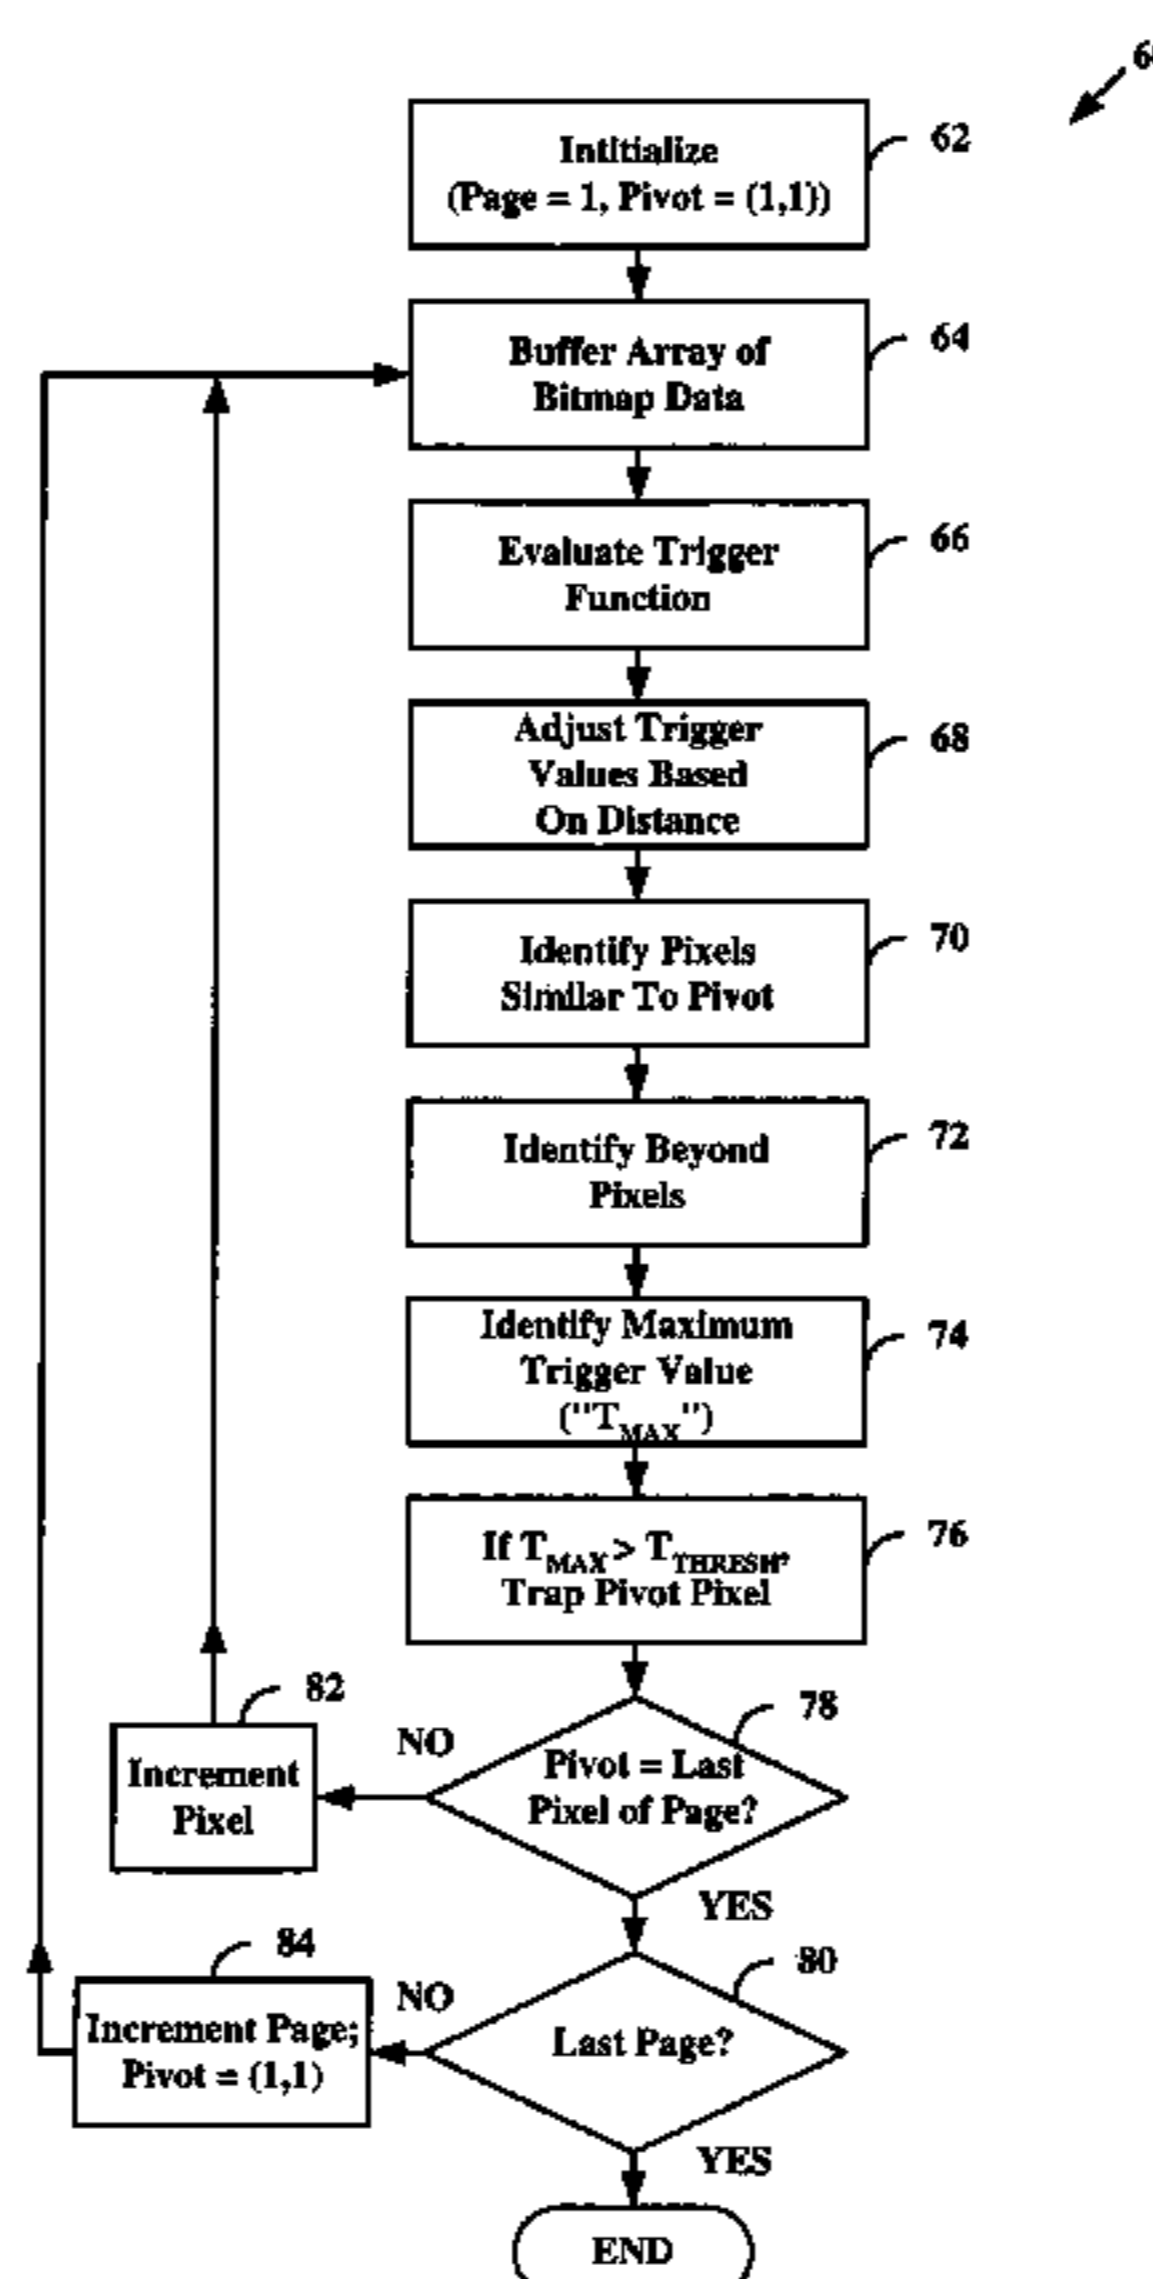 62
Intitialize
(Page = 1, Pivot = (1,1))
64
Buffer Array of
Bitmap Data
66
Evaluate Trigger
Function
68
Adjust Trigger
Values Based
On Distance
70
Identify Pixels
Similar To Pivot
72
Identify Beyond
Pixels
74
Identify Maximum
Trigger Value
("TMAX")
76
If TMAX > TTHRESH,
Trap Pivot Pixel
78
Pivot = Last
Pixel of Page?
NO
82
Increment
Pixel
YES
80
Last Page?
NO
84
Increment Page;
Pivot = (1,1)
YES
END